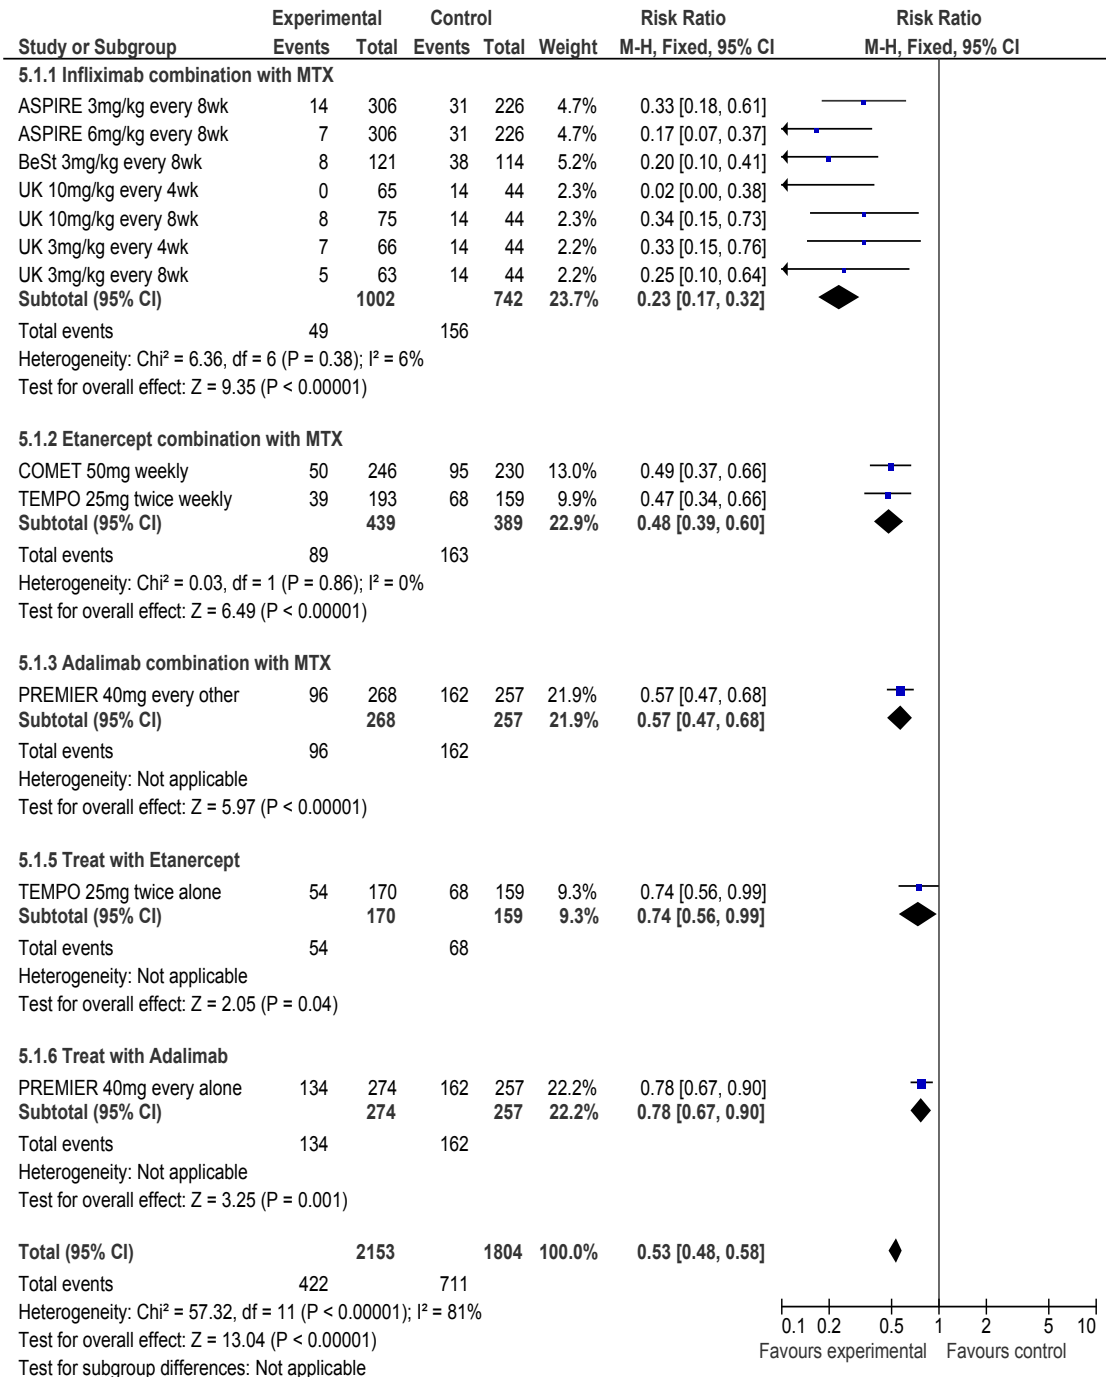 Experimental Control Risk Ratio Risk Ratio
Study or Subgroup Events Total Events Total Weight M-H, Fixed, 95% CI M-H, Fixed, 95% CI
5.1.1 Infliximab combination with MTX
ASPIRE 3mg/kg every 8wk 14 306 31 226 4.7% 0.33 [0.18, 0.61]
ASPIRE 6mg/kg every 8wk 7 306 31 226 4.7% 0.17 [0.07, 0.37]
BeSt 3mg/kg every 8wk 8 121 38 114 5.2% 0.20 [0.10, 0.41]
UK 10mg/kg every 4wk 0 65 14 44 2.3% 0.02 [0.00, 0.38]
UK 10mg/kg every 8wk 8 75 14 44 2.3% 0.34 [0.15, 0.73]
UK 3mg/kg every 4wk 7 66 14 44 2.2% 0.33 [0.15, 0.76]
UK 3mg/kg every 8wk 5 63 14 44 2.2% 0.25 [0.10, 0.64]
Subtotal (95% CI) 1002 742 23.7% 0.23 [0.17, 0.32]
Total events 49 156
Heterogeneity: Chi² = 6.36, df = 6 (P = 0.38); I² = 6%
Test for overall effect: Z = 9.35 (P < 0.00001)
5.1.2 Etanercept combination with MTX
COMET 50mg weekly 50 246 95 230 13.0% 0.49 [0.37, 0.66]
TEMPO 25mg twice weekly 39 193 68 159 9.9% 0.47 [0.34, 0.66]
Subtotal (95% CI) 439 389 22.9% 0.48 [0.39, 0.60]
Total events 89 163
Heterogeneity: Chi² = 0.03, df = 1 (P = 0.86); I² = 0%
Test for overall effect: Z = 6.49 (P < 0.00001)
5.1.3 Adalimab combination with MTX
PREMIER 40mg every other 96 268 162 257 21.9% 0.57 [0.47, 0.68]
Subtotal (95% CI) 268 257 21.9% 0.57 [0.47, 0.68]
Total events 96 162
Heterogeneity: Not applicable
Test for overall effect: Z = 5.97 (P < 0.00001)
5.1.5 Treat with Etanercept
TEMPO 25mg twice alone 54 170 68 159 9.3% 0.74 [0.56, 0.99]
Subtotal (95% CI) 170 159 9.3% 0.74 [0.56, 0.99]
Total events 54 68
Heterogeneity: Not applicable
Test for overall effect: Z = 2.05 (P = 0.04)
5.1.6 Treat with Adalimab
PREMIER 40mg every alone 134 274 162 257 22.2% 0.78 [0.67, 0.90]
Subtotal (95% CI) 274 257 22.2% 0.78 [0.67, 0.90]
Total events 134 162
Heterogeneity: Not applicable
Test for overall effect: Z = 3.25 (P = 0.001)
Total (95% CI) 2153 1804 100.0% 0.53 [0.48, 0.58]
Total events 422 711
Heterogeneity: Chi² = 57.32, df = 11 (P < 0.00001); I² = 81%
Test for overall effect: Z = 13.04 (P < 0.00001)
Test for subgroup differences: Not applicable
0.1 0.2 0.5 1 2 5 10
Favours experimental Favours control